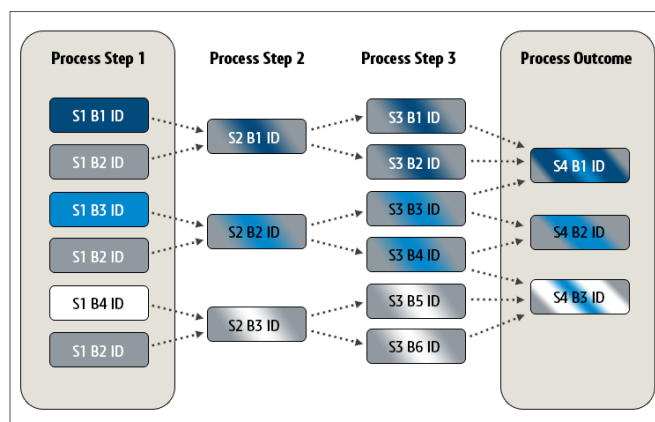 Process Step 1
Process Step 2
Process Step 3
Process Outcome
S1 B1 ID
S1 B2 ID
S1 B3 ID
S1 B2 ID
S1 B4 ID
S1 B2 ID
S2 B1 ID
S2 B2 ID
S2 B3 ID
S3 B1 ID
S3 B2 ID
S3 B3 ID
S3 B4 ID
S3 B5 ID
S3 B6 ID
S4 B1 ID
S4 B2 ID
S4 B3 ID